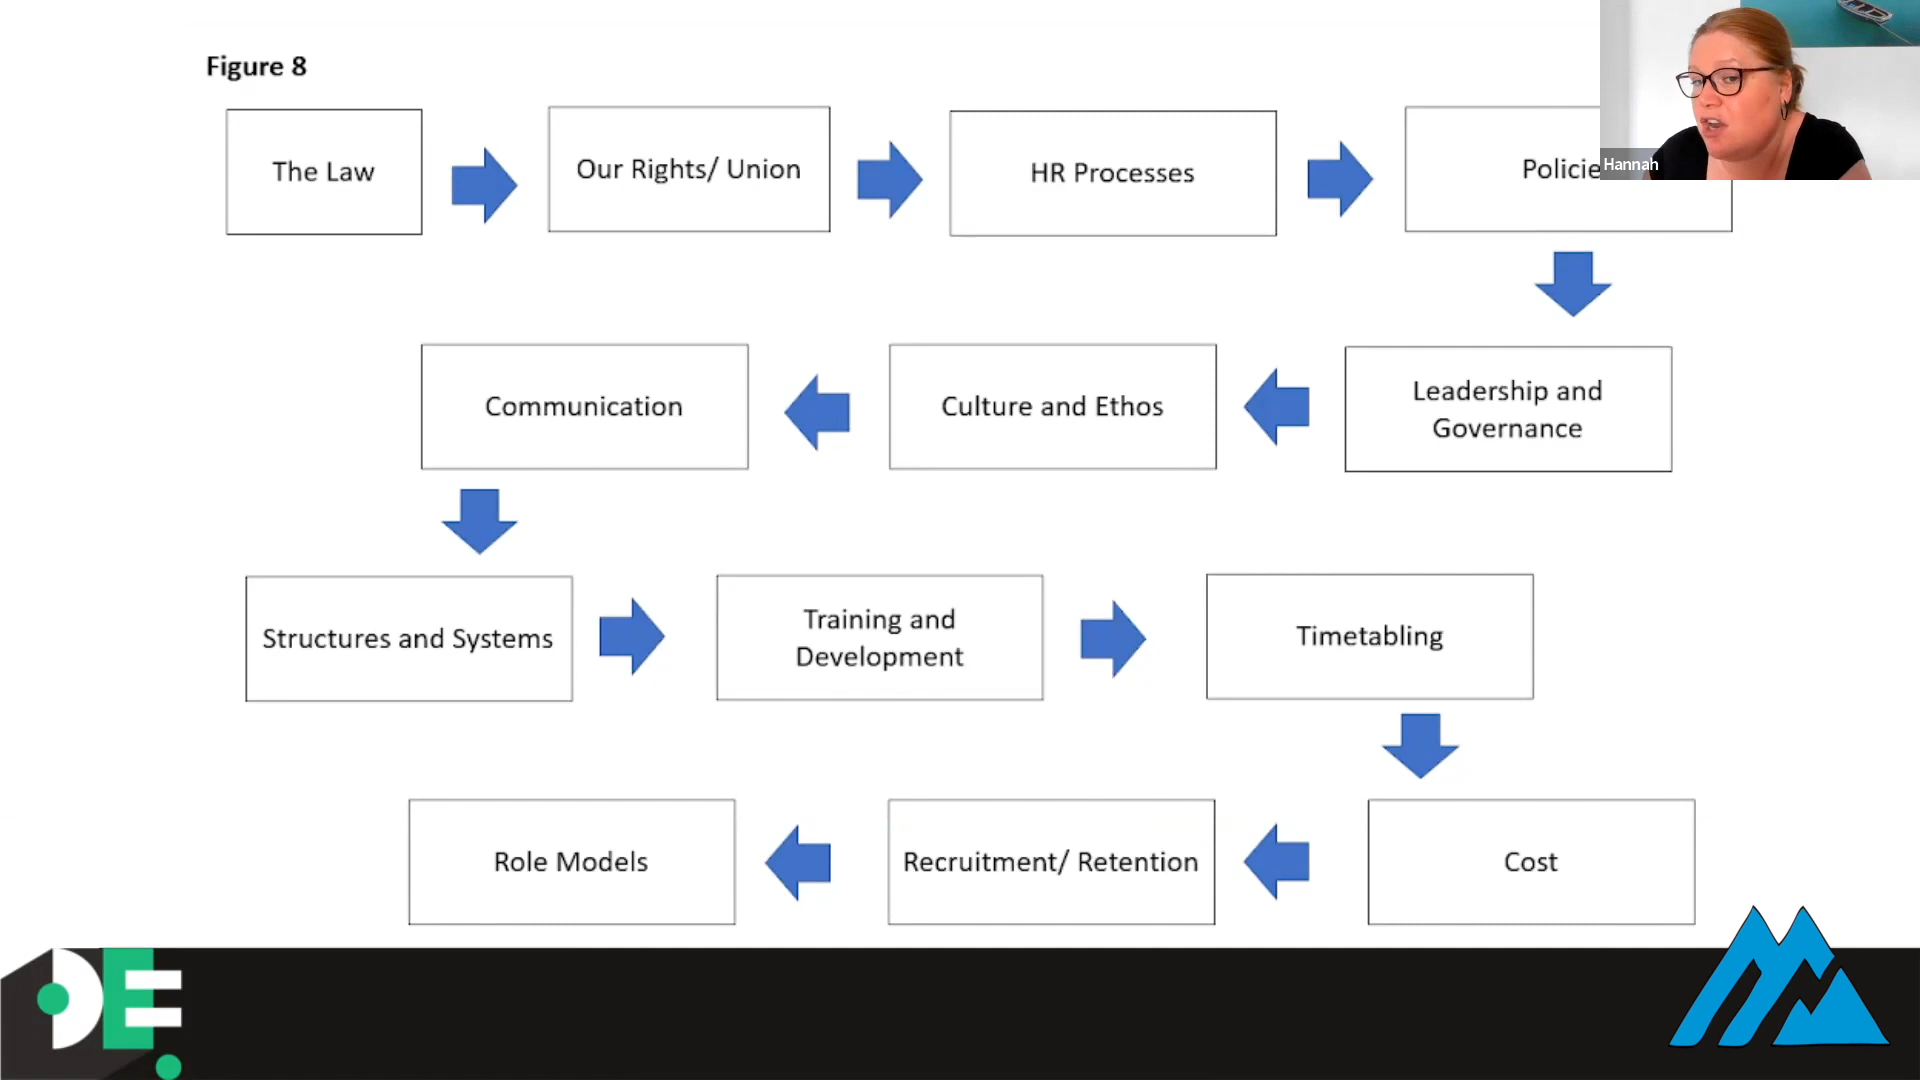 Figure 8
The Law
Our Rights/ Union
HR Processes
Policie
Hannah
Communication
Culture and Ethos
Leadership and
Governance
Structures and Systems
Training and
Development
Timetabling
Role Models
Recruitment/ Retention
Cost
DE